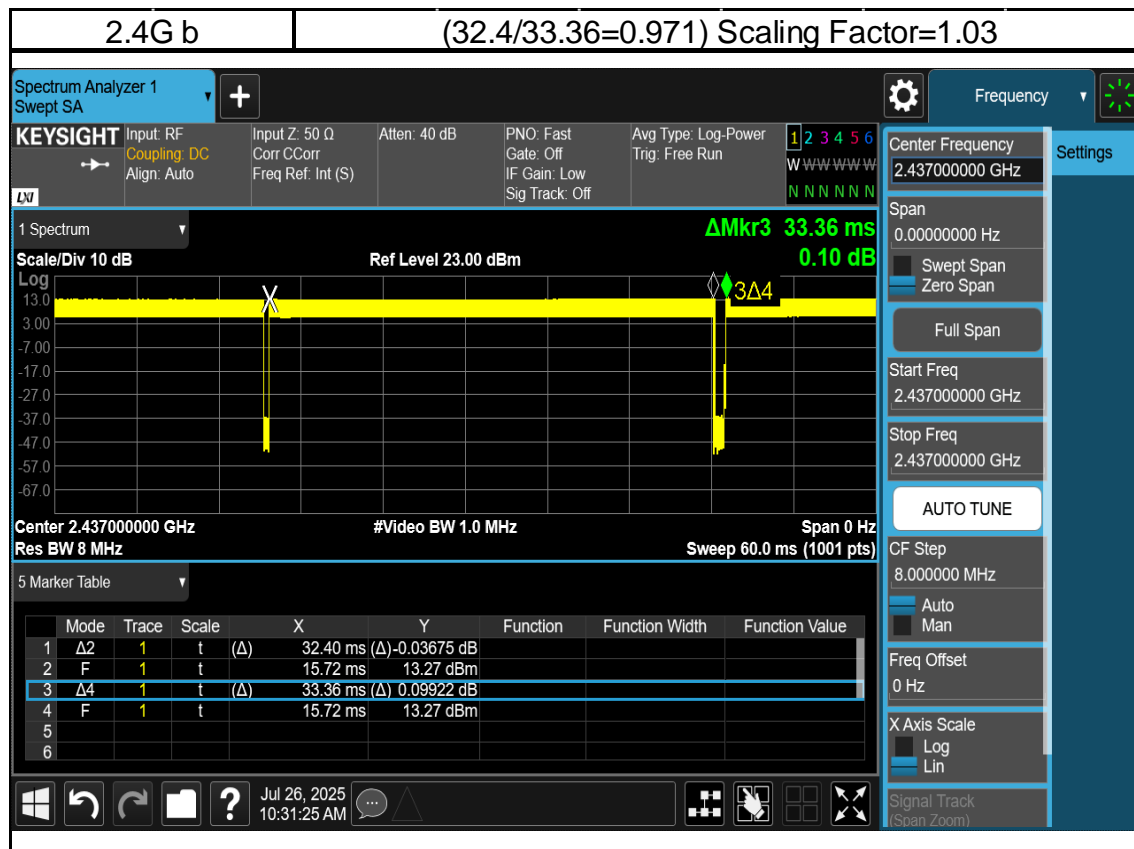 2.4G b (32.4/33.36=0.971) Scaling Factor=1.03
Spectrum Analyzer 1
Swept SA
Frequency
KEYSIGHT Input: RF Input Z: 50 Ω Atten: 40 dB PNO: Fast Avg Type: Log-Power 1 2 3 4 5 6
Coupling: DC Corr CCorr Gate: Off Trig: Free Run
Align: Auto Freq Ref: Int (S) IF Gain: Low W W W W W W
LXI Sig Track: Off N N N N N N
1 Spectrum ΔMkr3 33.36 ms
Scale/Div 10 dB Ref Level 23.00 dBm 0.10 dB
Log
13.0
3.00
-7.00
-17.0
-27.0
-37.0
-47.0
-57.0
-67.0
3Δ4
Center 2.437000000 GHz #Video BW 1.0 MHz Span 0 Hz
Res BW 8 MHz Sweep 60.0 ms (1001 pts)
5 Marker Table
Mode Trace Scale X Y Function Function Width Function Value
1 Δ2 1 t (Δ) 32.40 ms (Δ) -0.03675 dB
2 F 1 t 15.72 ms 13.27 dBm
3 Δ4 1 t (Δ) 33.36 ms (Δ) 0.09922 dB
4 F 1 t 15.72 ms 13.27 dBm
5
6
? Jul 26, 2025
10:31:25 AM
Center Frequency
2.437000000 GHz
Settings
Span
0.00000000 Hz
Swept Span
Zero Span
Full Span
Start Freq
2.437000000 GHz
Stop Freq
2.437000000 GHz
AUTO TUNE
CF Step
8.000000 MHz
Auto
Man
Freq Offset
0 Hz
X Axis Scale
Log
Lin
Signal Track
(Span Zoom)